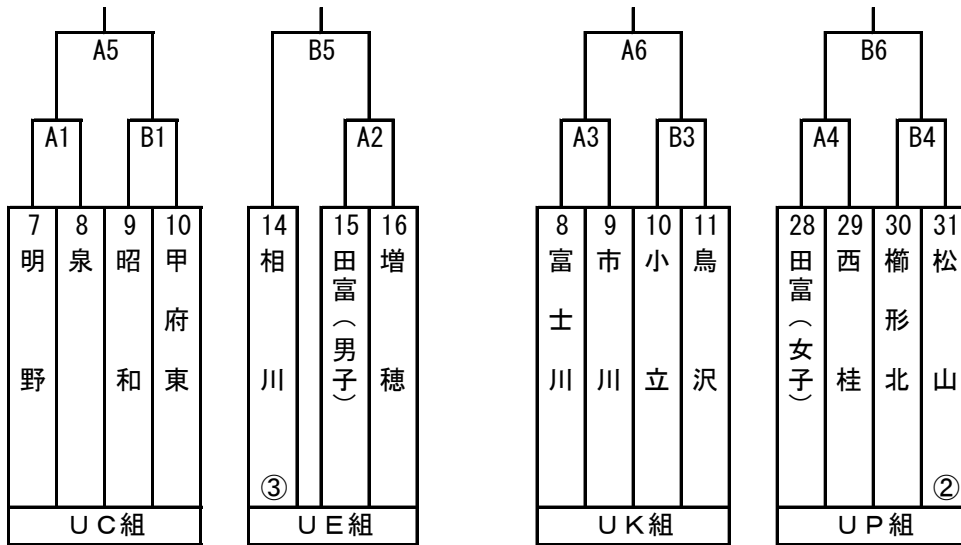 A5 B5 A6 B6
A1 B1 A2 A3 B3 A4 B4
7 8 9 10 14 15 16 8 9 10 11 28 29 30 31
明野
泉
昭和
甲府東
相川
③
田富(男子)
増穂
富士川
市川
小立
鳥沢
田富(女子)
西桂
櫛形北
松山
②
UC組 UE組 UK組 UP組